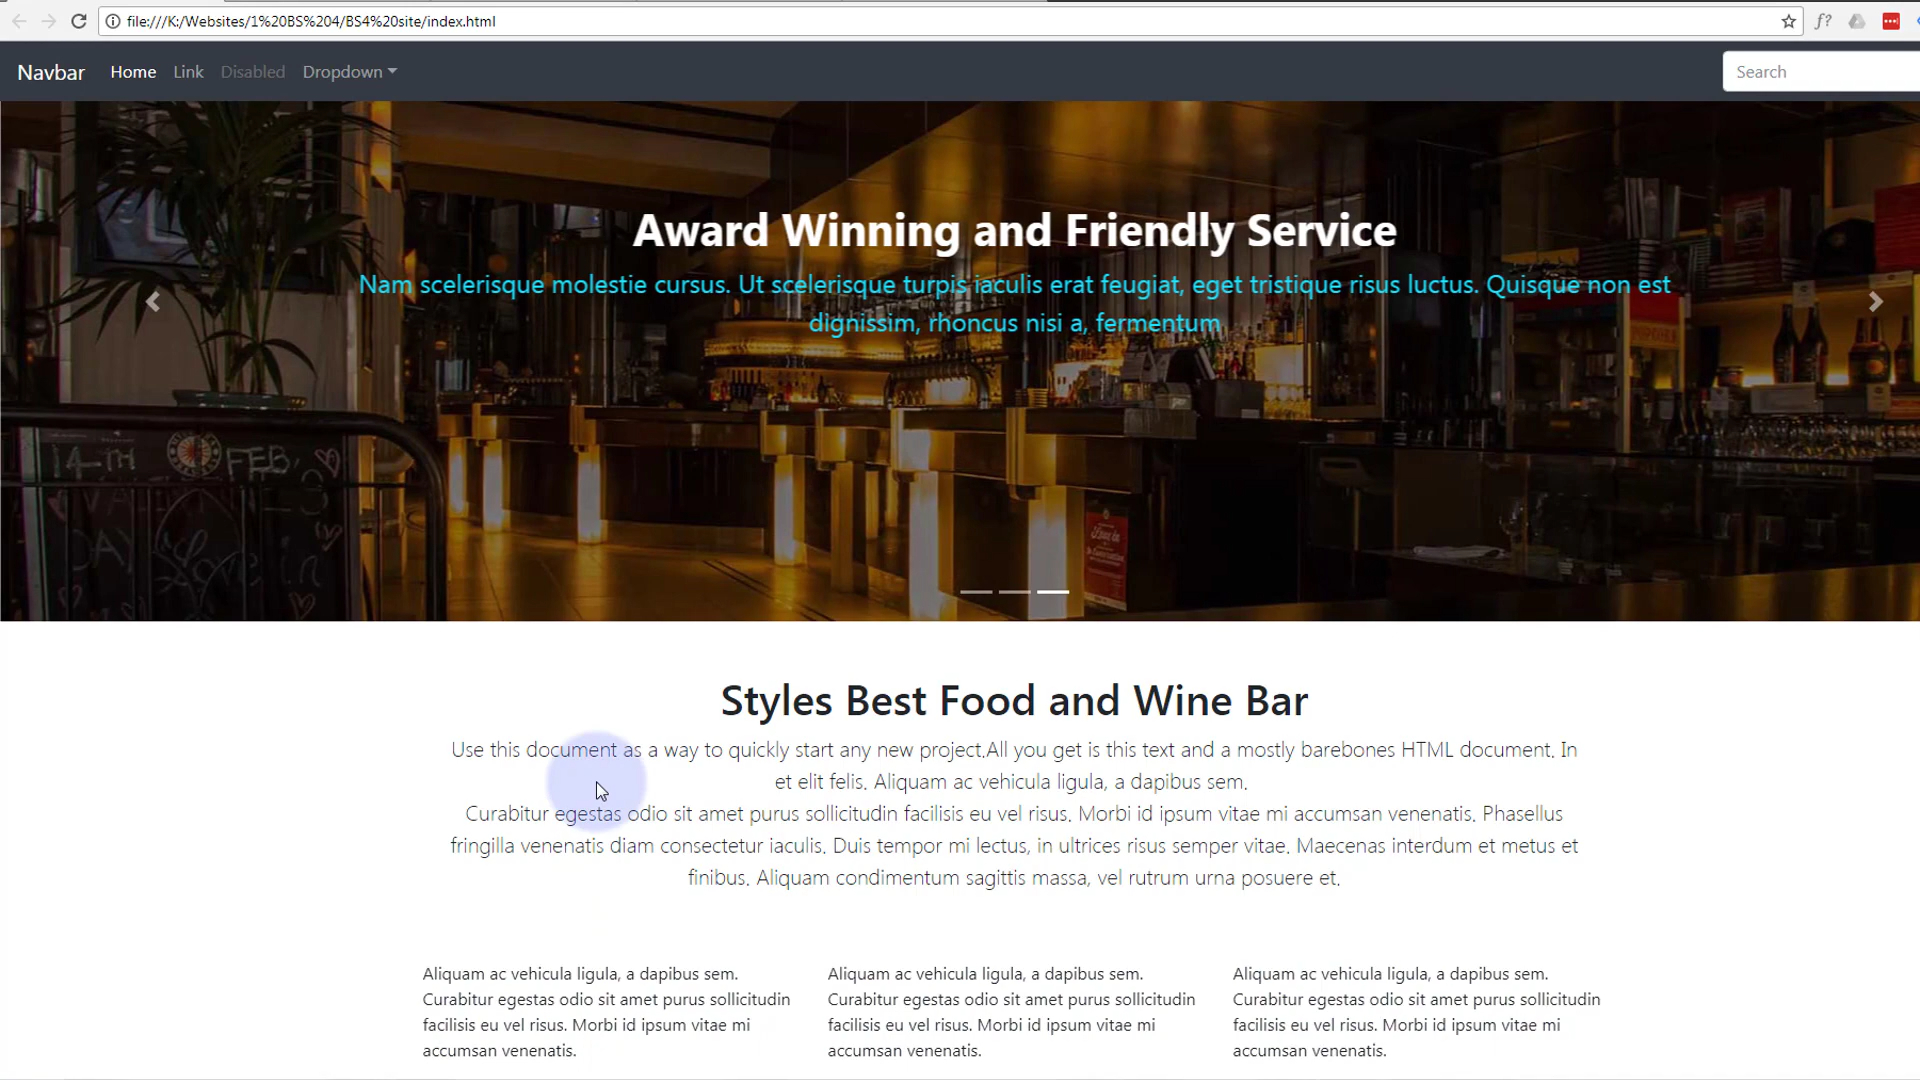 file:///K:/Websites/1%20BS%204/BS4%20site/index.html
f?
Navbar Home Link Disabled Dropdown Search
Award Winning and Friendly Service
Nam scelerisque molestie cursus. Ut scelerisque turpis iaculis erat feugiat, eget tristique risus luctus. Quisque non est
dignissim, rhoncus nisi a, fermentum
14-TH FEB.
DAY Love in
Styles Best Food and Wine Bar
Use this document as a way to quickly start any new project.All you get is this text and a mostly barebones HTML document. In
et elit felis. Aliquam ac vehicula ligula, a dapibus sem.
Curabitur egestas odio sit amet purus sollicitudin facilisis eu vel risus. Morbi id ipsum vitae mi accumsan venenatis. Phasellus
fringilla venenatis diam consectetur iaculis. Duis tempor mi lectus, in ultrices risus semper vitae. Maecenas interdum et metus et
finibus. Aliquam condimentum sagittis massa, vel rutrum urna posuere et.
Aliquam ac vehicula ligula, a dapibus sem.
Curabitur egestas odio sit amet purus sollicitudin
facilisis eu vel risus. Morbi id ipsum vitae mi
accumsan venenatis.
Aliquam ac vehicula ligula, a dapibus sem.
Curabitur egestas odio sit amet purus sollicitudin
facilisis eu vel risus. Morbi id ipsum vitae mi
accumsan venenatis.
Aliquam ac vehicula ligula, a dapibus sem.
Curabitur egestas odio sit amet purus sollicitudin
facilisis eu vel risus. Morbi id ipsum vitae mi
accumsan venenatis.